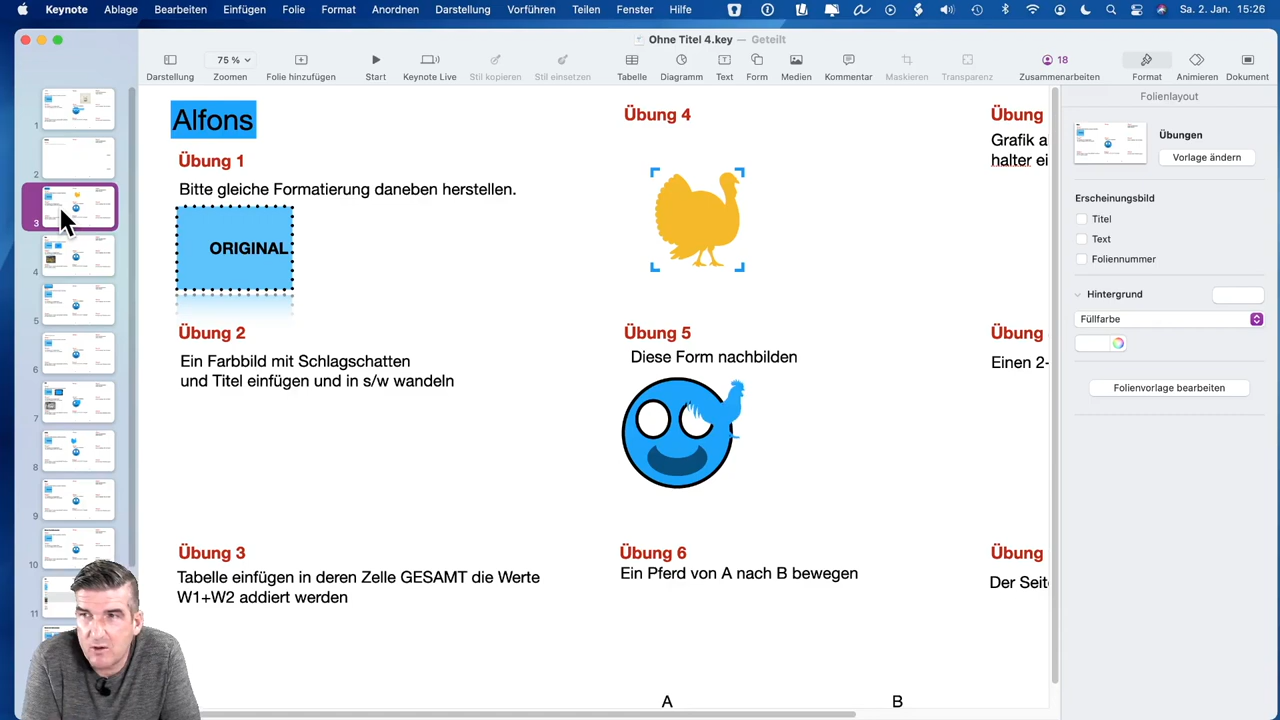 Keynote Ablage Bearbeiten Einfügen Folie Format Anordnen Darstellung Vorführen Teilen Fenster Hilfe Sa. 2. Jan. 15:26
Ohne Titel 4.key — Geteilt
75 %
18
Darstellung Zoomen Folie hinzufügen Start Keynote Live Stil kopieren Stil einsetzen Tabelle Diagramm Text Form Medien Kommentar Maskieren Transparenz Zusammenarbeiten Format Animieren Dokument
1
2
3
4
5
6
7
8
9
10
11
Alfons
Übung 1
Bitte gleiche Formatierung daneben herstellen.
ORIGINAL
Übung 2
Ein Farbbild mit Schlagschatten
und Titel einfügen und in s/w wandeln
Übung 3
Tabelle einfügen in deren Zelle GESAMT die Werte
W1+W2 addiert werden
Übung 4
Übung 5
Diese Form nachbilden
Übung 6
Ein Pferd von A nach B bewegen
A
B
Übung
Grafik a
halter ei
Übung
Einen 2-
Übung
Der Seit
Folienlayout
Übungen
Vorlage ändern
Erscheinungsbild
Titel
Text
Foliennummer
Hintergrund
Füllfarbe
Folienvorlage bearbeiten